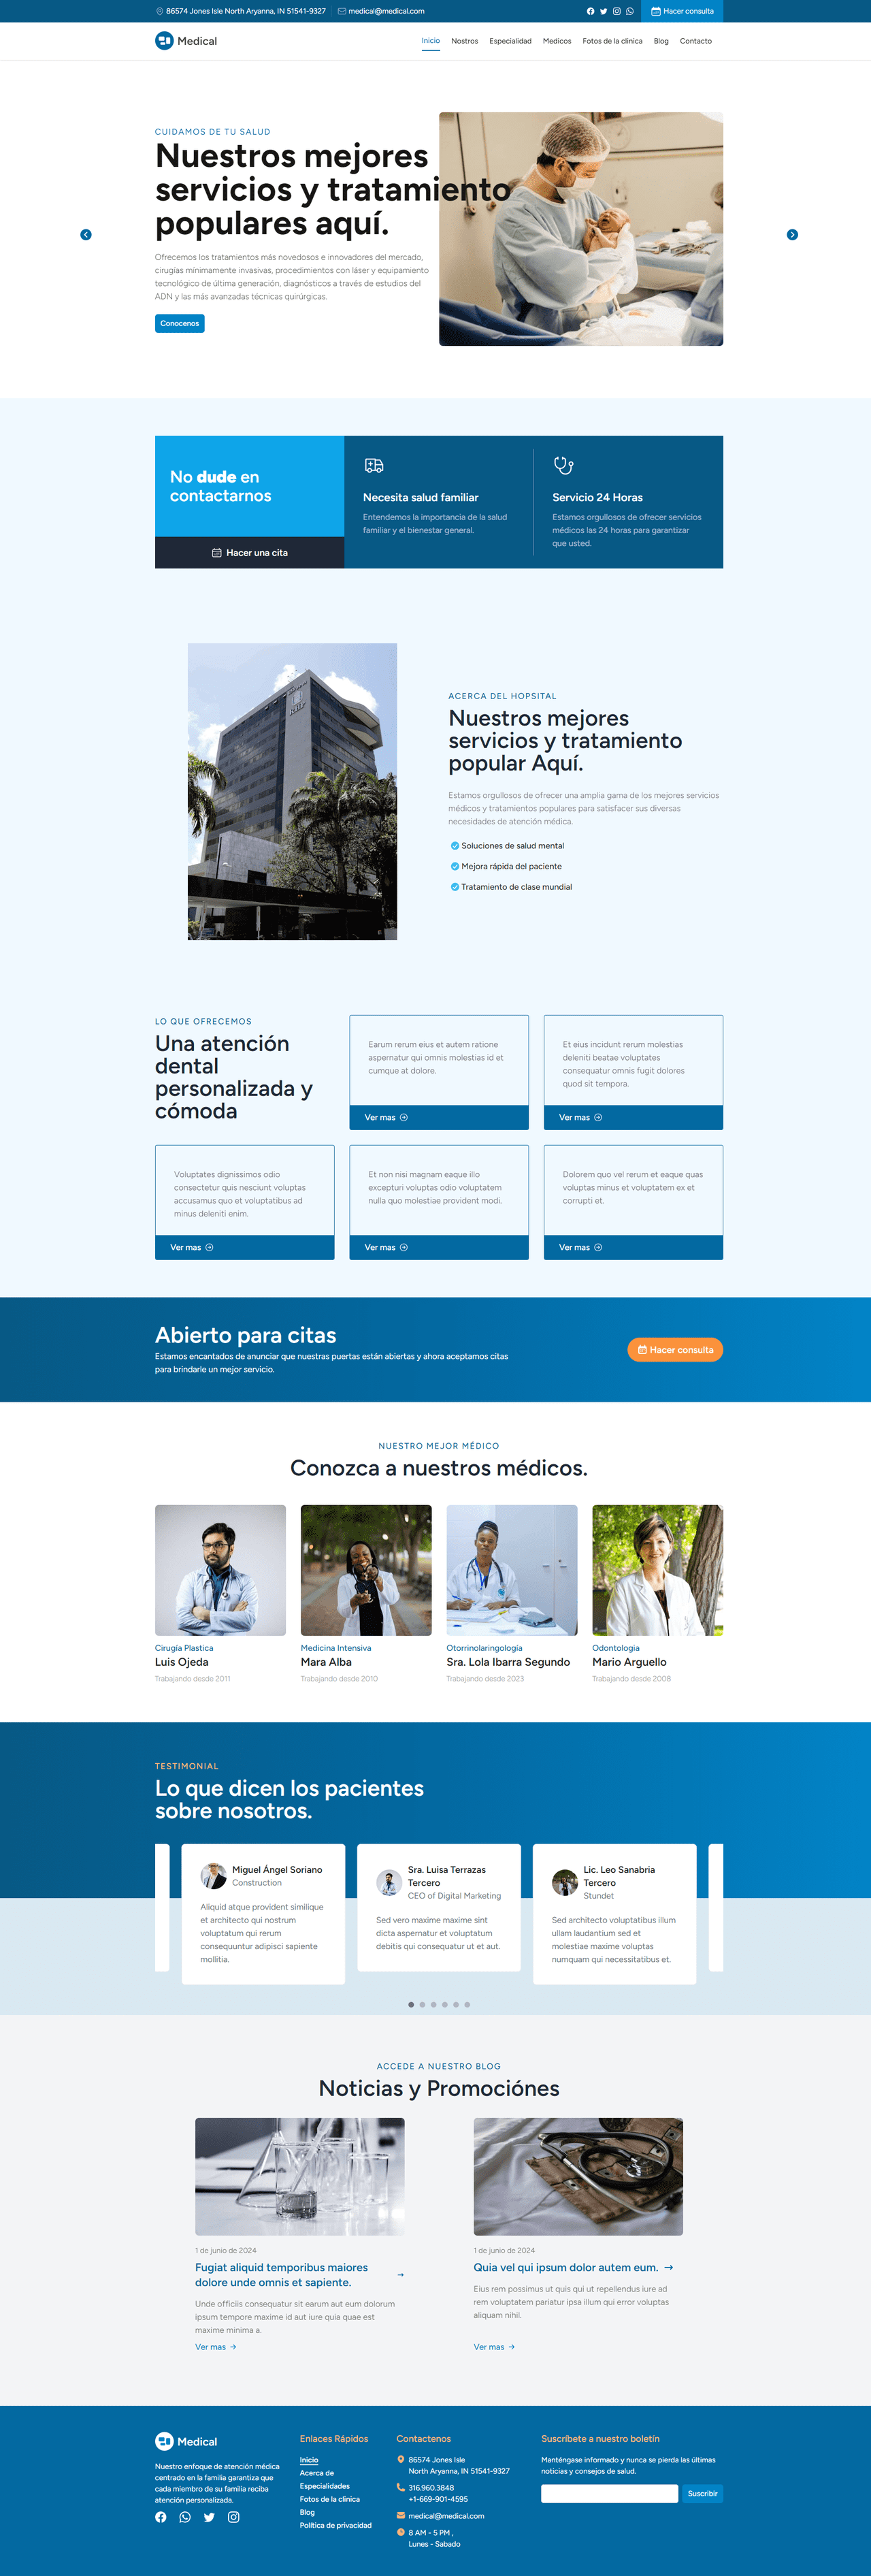 86574 Jones Isle North Aryanna, IN 51541-9327
medical@medical.com
Hacer consulta
Medical
Inicio
Nostros
Especialidad
Medicos
Fotos de la clinica
Blog
Contacto
CUIDAMOS DE TU SALUD
Nuestros mejores
servicios y tratamiento
populares aquí.
Ofrecemos los tratamientos más novedosos e innovadores del mercado,
cirugías mínimamente invasivas, procedimientos con láser y equipamiento
tecnológico de última generación, diagnósticos a través de estudios del
ADN y las más avanzadas técnicas quirúrgicas.
Conocenos
No dude en
contactarnos
Hacer una cita
Necesita salud familiar
Entendemos la importancia de la salud
familiar y el bienestar general.
Servicio 24 Horas
Estamos orgullosos de ofrecer servicios
médicos las 24 horas para garantizar
que usted.
ACERCA DEL HOPSITAL
Nuestros mejores
servicios y tratamiento
popular Aquí.
Estamos orgullosos de ofrecer una amplia gama de los mejores servicios
médicos y tratamientos populares para satisfacer sus diversas
necesidades de atención médica.
Soluciones de salud mental
Mejora rápida del paciente
Tratamiento de clase mundial
LO QUE OFRECEMOS
Una atención
dental
personalizada y
cómoda
Earum rerum eius et autem ratione
aspernatur qui omnis molestias id et
cumque at dolore.
Ver mas
Et eius incidunt rerum molestias
deleniti beatae voluptates
consequatur omnis fugit dolores
quod sit tempora.
Ver mas
Voluptates dignissimos odio
consectetur quis nesciunt voluptas
accusamus quo et voluptatibus ad
minus deleniti enim.
Ver mas
Et non nisi magnam eaque illo
excepturi voluptas odio voluptatem
nulla quo molestiae provident modi.
Ver mas
Dolorem quo vel rerum et eaque quas
voluptas minus et voluptatem ex et
corrupti et.
Ver mas
Abierto para citas
Estamos encantados de anunciar que nuestras puertas están abiertas y ahora aceptamos citas
para brindarle un mejor servicio.
Hacer consulta
NUESTRO MEJOR MÉDICO
Conozca a nuestros médicos.
Cirugía Plastica
Luis Ojeda
Trabajando desde 2011
Medicina Intensiva
Mara Alba
Trabajando desde 2010
Otorrinolaringología
Sra. Lola Ibarra Segundo
Trabajando desde 2023
Odontologia
Mario Arguello
Trabajando desde 2008
TESTIMONIAL
Lo que dicen los pacientes
sobre nosotros.
Miguel Ángel Soriano
Construction
Aliquid atque provident similique
et architecto qui nostrum
voluptatum qui rerum
consequuntur adipisci sapiente
mollitia.
Sra. Luisa Terrazas
Tercero
CEO of Digital Marketing
Sed vero maxime maxime sint
dicta aspernatur et voluptatum
debitis qui consequatur ut et aut.
Lic. Leo Sanabria
Tercero
Stundet
Sed architecto voluptatibus illum
ullam laudantium sed et
molestiae maxime voluptas
numquam qui necessitatibus et.
ACCEDE A NUESTRO BLOG
Noticias y Promociónes
1 de junio de 2024
Fugiat aliquid temporibus maiores
dolore unde omnis et sapiente.
Unde officiis consequatur sit earum aut eum dolorum
ipsum tempore maxime id aut iure quia quae est
maxime minima a.
Ver mas
1 de junio de 2024
Quia vel qui ipsum dolor autem eum.
Eius rem possimus ut quis qui ut repellendus iure ad
rem voluptatem pariatur ipsa illum qui error voluptas
aliquam nihil.
Ver mas
Medical
Nuestro enfoque de atención médica
centrado en la familia garantiza que
cada miembro de su familia reciba
atención personalizada.
Enlaces Rápidos
Inicio
Acerca de
Especialidades
Fotos de la clinica
Blog
Política de privacidad
Contactenos
86574 Jones Isle
North Aryanna, IN 51541-9327
316.960.3848
+1-669-901-4595
medical@medical.com
8 AM - 5 PM ,
Lunes - Sabado
Suscríbete a nuestro boletín
Manténgase informado y nunca se pierda las últimas
noticias y consejos de salud.
Suscribir